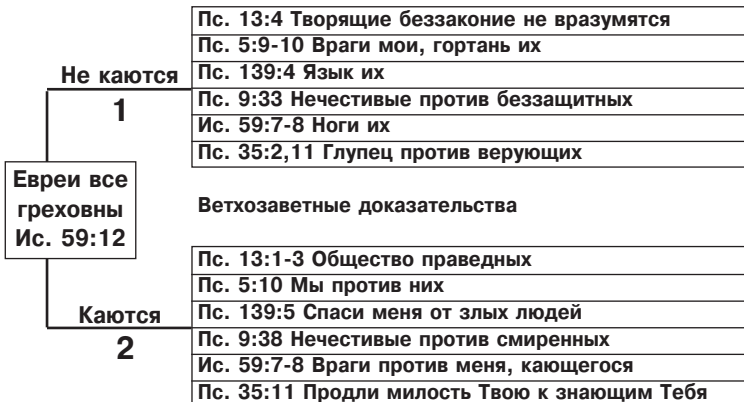 Пс. 13:4 Творящие беззаконие не вразумятся
Пс. 5:9-10 Враги мои, гортань их
Не каются
Пс. 139:4 Язык их
1
Пс. 9:33 Нечестивые против беззащитных
Ис. 59:7-8 Ноги их
Пс. 35:2,11 Глупец против верующих
Евреи все
греховны
Ис. 59:12
Ветхозаветные доказательства
Пс. 13:1-3 Общество праведных
Пс. 5:10 Мы против них
Каются
Пс. 139:5 Спаси меня от злых людей
2
Пс. 9:38 Нечестивые против смиренных
Ис. 59:7-8 Враги против меня, кающегося
Пс. 35:11 Продли милость Твою к знающим Тебя